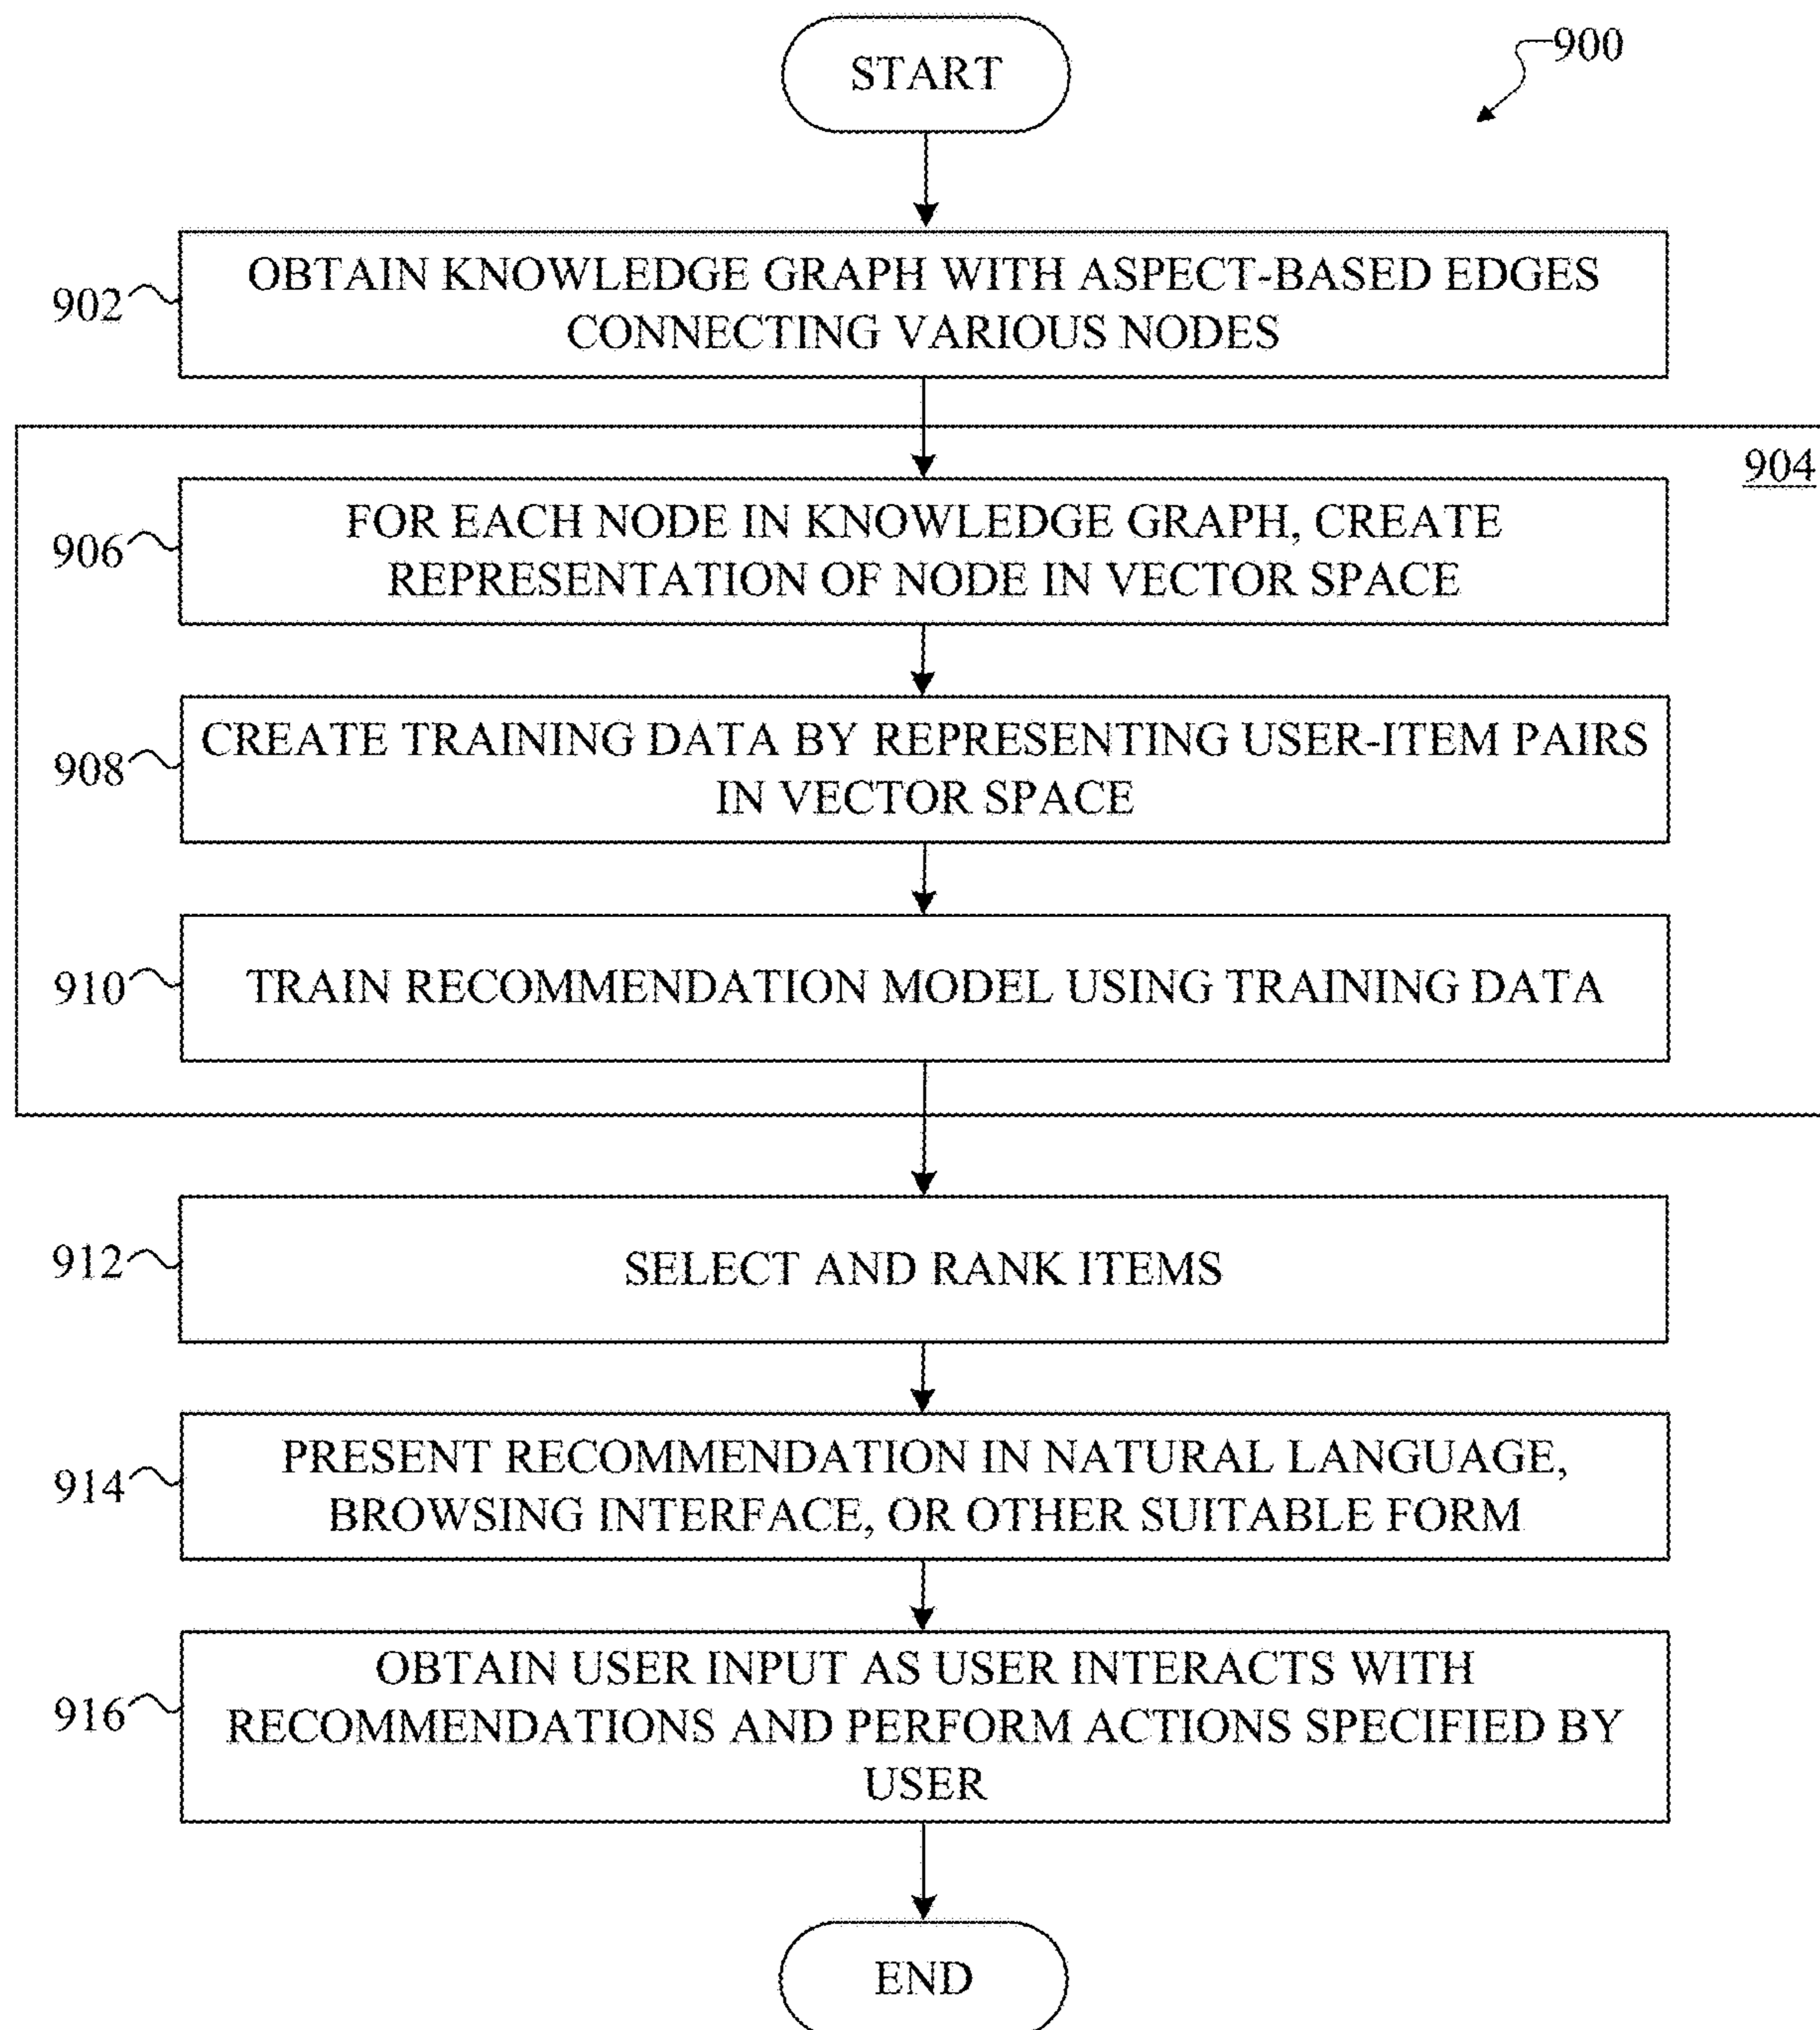 START
900
902
OBTAIN KNOWLEDGE GRAPH WITH ASPECT-BASED EDGES
CONNECTING VARIOUS NODES
904
906
FOR EACH NODE IN KNOWLEDGE GRAPH, CREATE
REPRESENTATION OF NODE IN VECTOR SPACE
908
CREATE TRAINING DATA BY REPRESENTING USER-ITEM PAIRS
IN VECTOR SPACE
910
TRAIN RECOMMENDATION MODEL USING TRAINING DATA
912
SELECT AND RANK ITEMS
914
PRESENT RECOMMENDATION IN NATURAL LANGUAGE,
BROWSING INTERFACE, OR OTHER SUITABLE FORM
916
OBTAIN USER INPUT AS USER INTERACTS WITH
RECOMMENDATIONS AND PERFORM ACTIONS SPECIFIED BY
USER
END